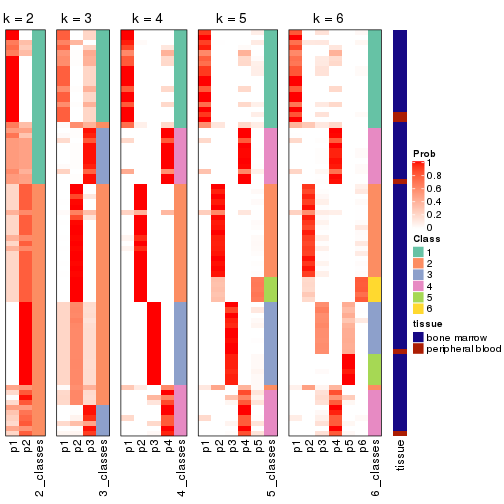 k = 2 k = 3 k = 4 k = 5 k = 6
Prob
1
0.8
0.6
0.4
0.2
0
Class
1
2
3
4
5
6
tissue
bone marrow
peripheral blood
p1 p2 2_classes p1 p2 p3 3_classes p1 p2 p3 p4 4_classes p1 p2 p3 p4 p5 5_classes p1 p2 p3 p4 p5 p6 6_classes tissue